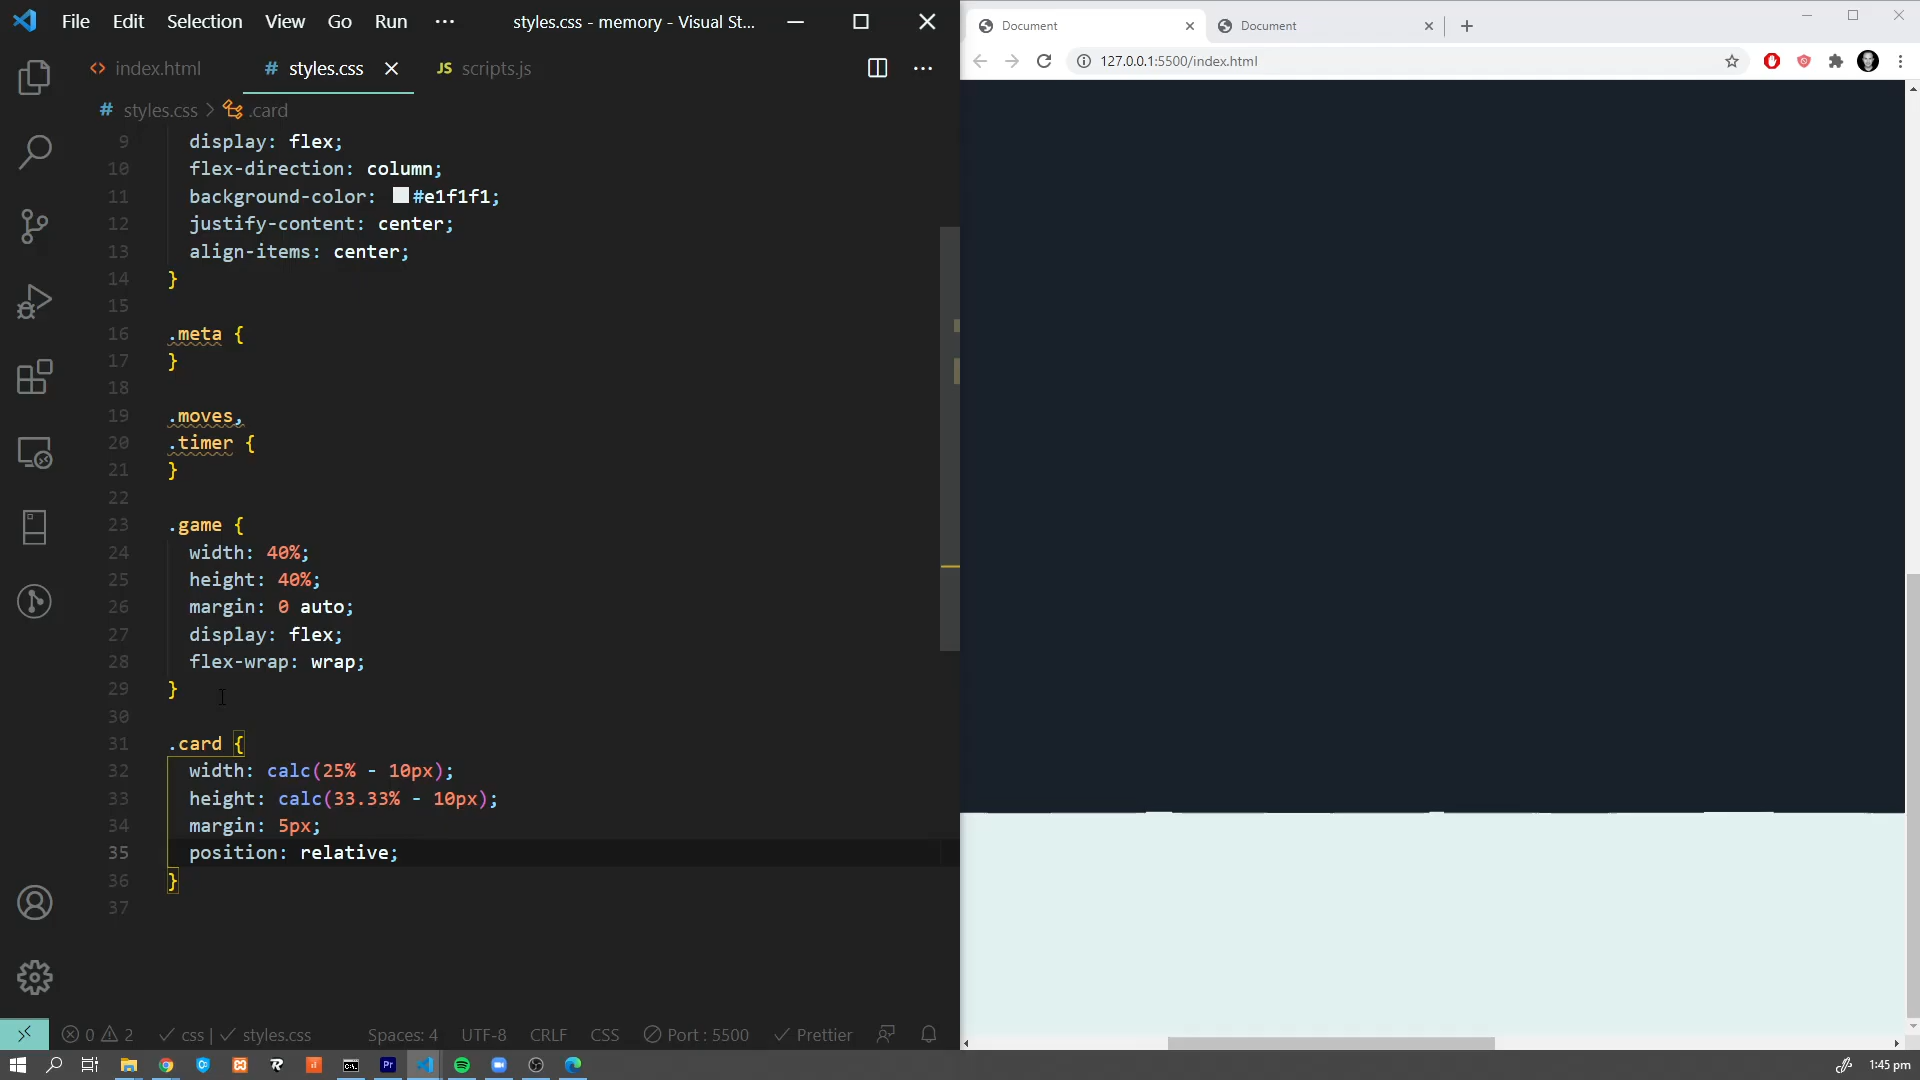 File Edit Selection View Go Run ··· styles.css - memory - Visual St...
index.html # styles.css JS scripts.js
# styles.css > .card
9 display: flex;
10 flex-direction: column;
11 background-color: #e1f1f1;
12 justify-content: center;
13 align-items: center;
14 }
15
16 .meta {
17 }
18
19 .moves,
20 .timer {
21 }
22
23 .game {
24 width: 40%;
25 height: 40%;
26 margin: 0 auto;
27 display: flex;
28 flex-wrap: wrap;
29 }
30
31 .card {
32 width: calc(25% - 10px);
33 height: calc(33.33% - 10px);
34 margin: 5px;
35 position: relative;
36 }
37
0 2 css | styles.css Spaces: 4 UTF-8 CRLF CSS Port : 5500 Prettier
Document Document
127.0.0.1:5500/index.html
Pr
1:45 pm